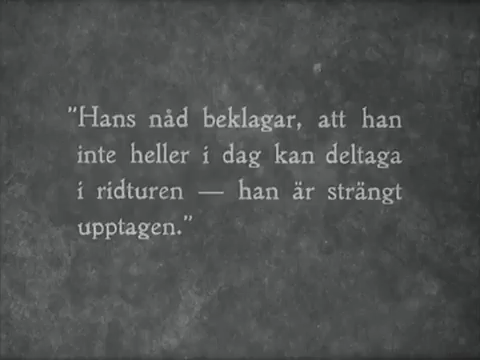 "Hans nåd beklagar, att han
inte heller i dag kan deltaga
i ridturen — han är strängt
upptagen."